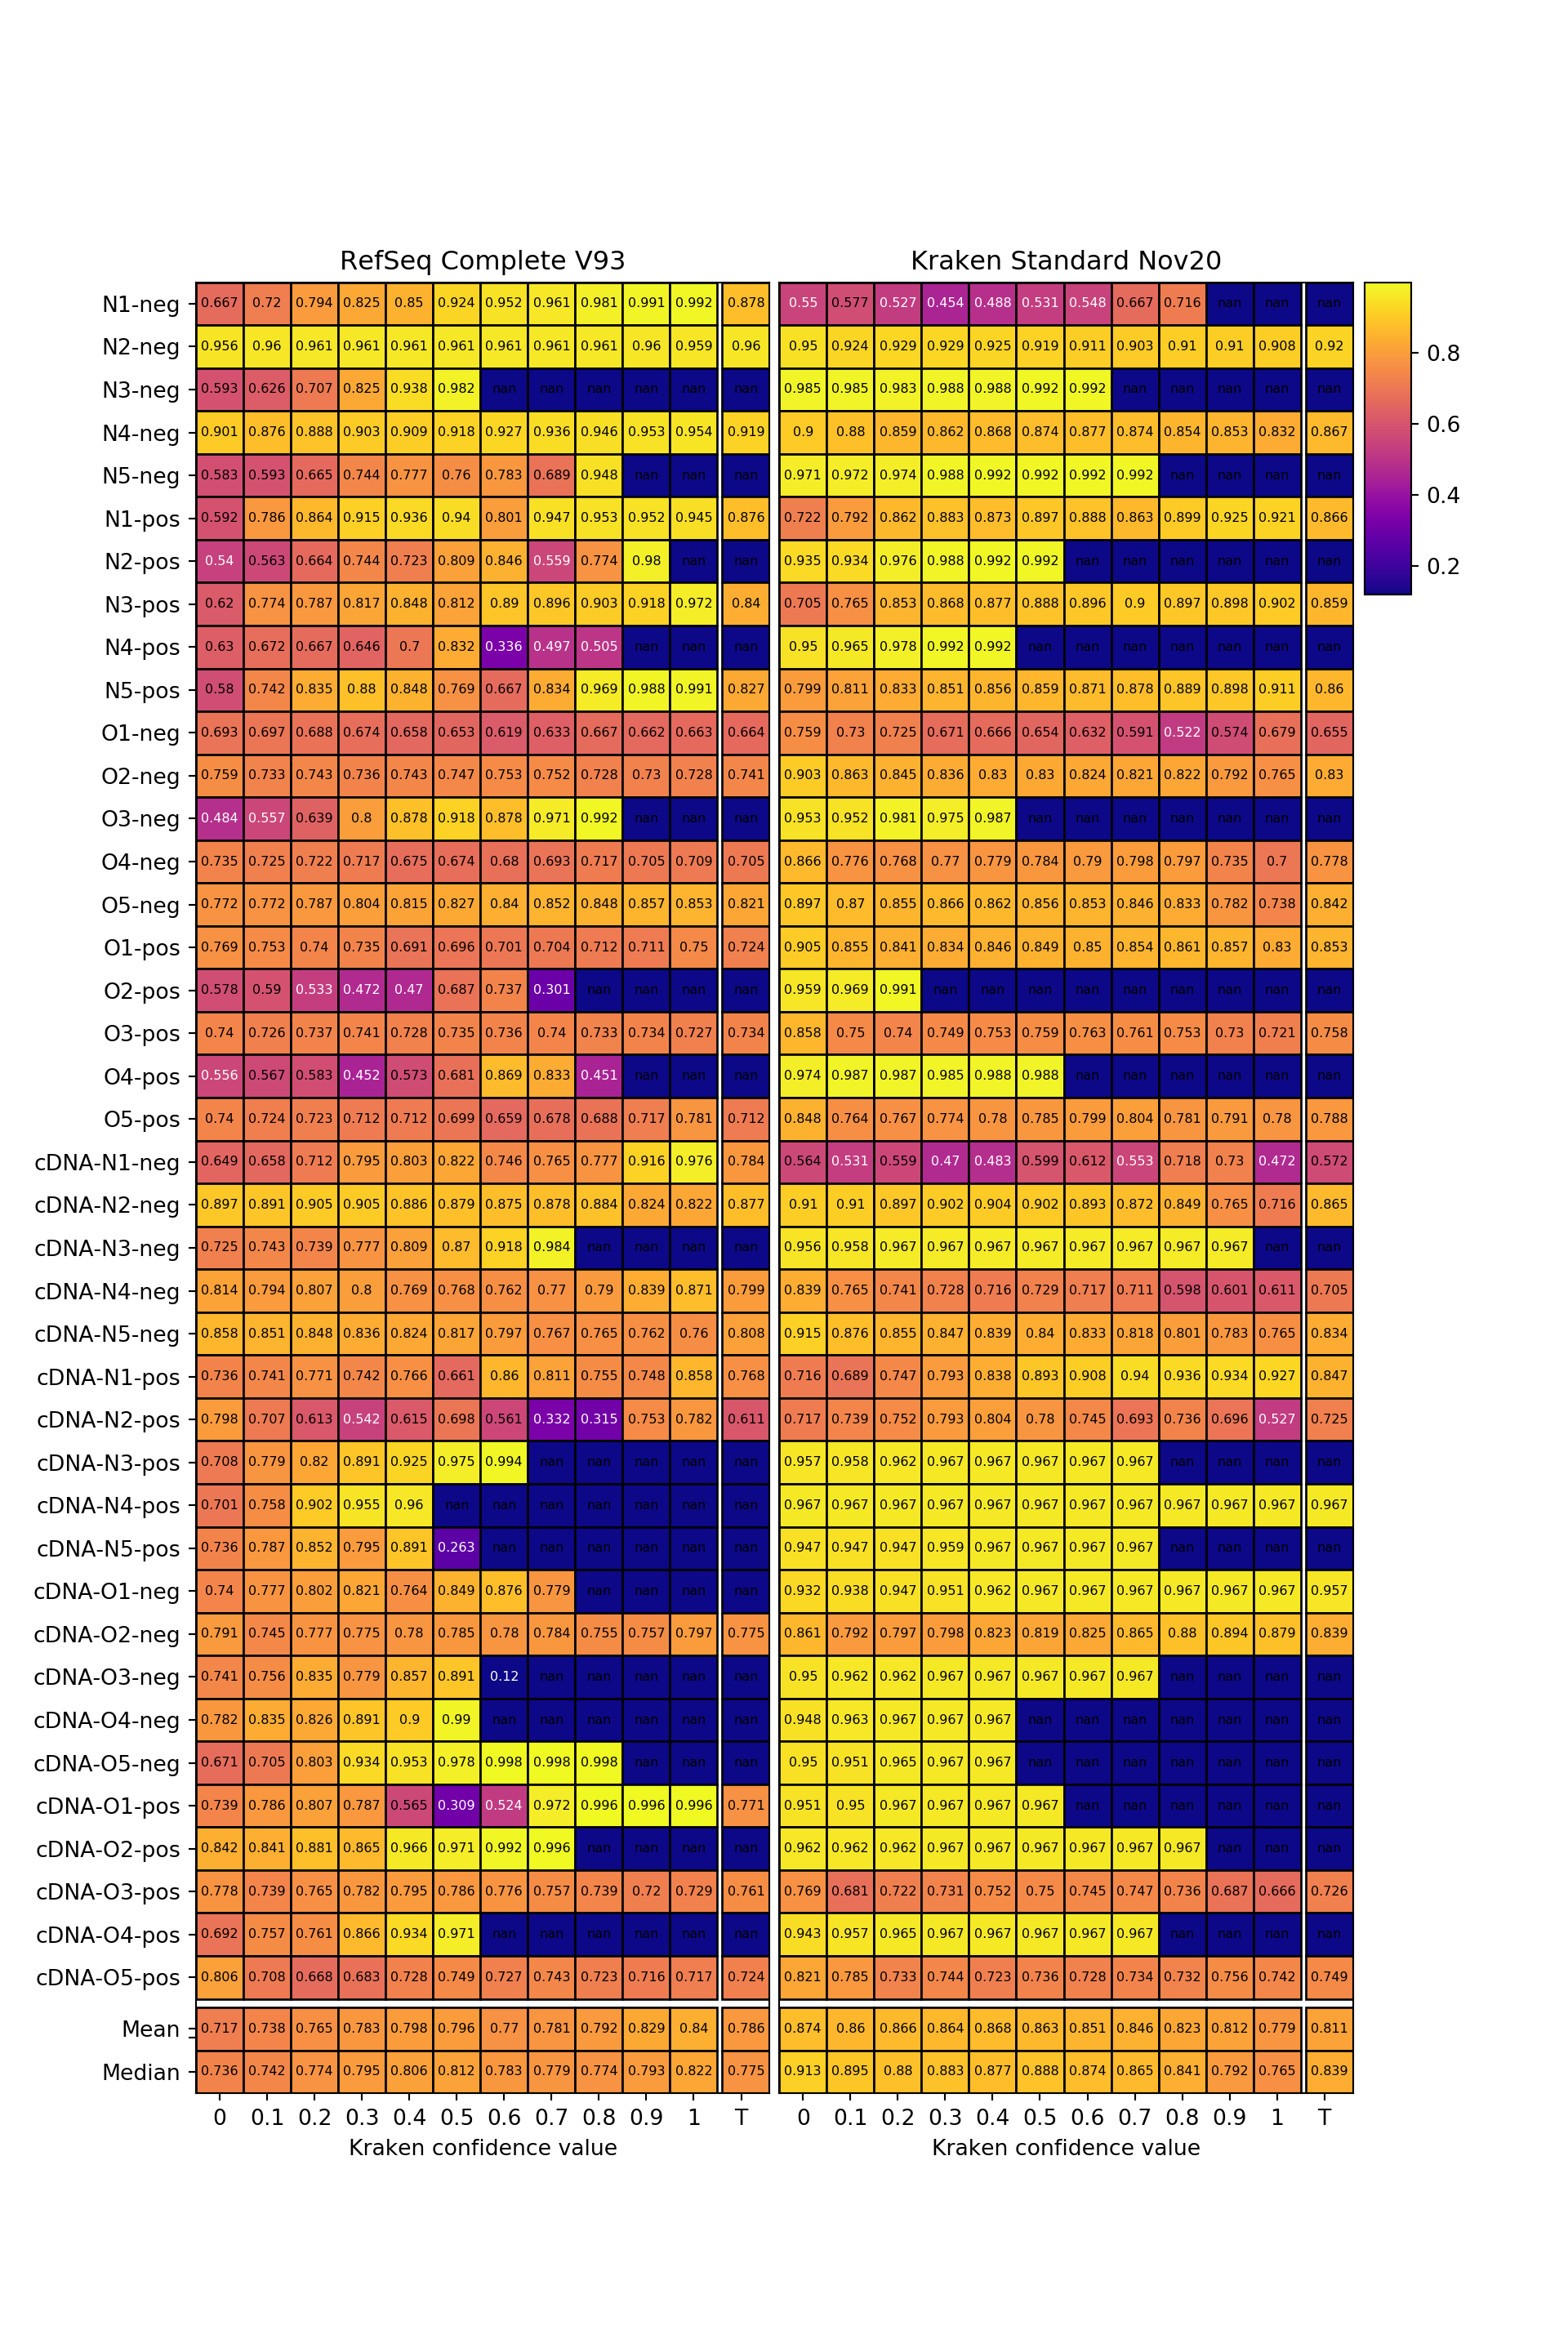 RefSeq Complete V93 Kraken Standard Nov20
N1-neg 0.667 0.72 0.794 0.825 0.85 0.924 0.952 0.961 0.981 0.991 0.992 0.878 0.55 0.577 0.527 0.454 0.488 0.531 0.548 0.667 0.716 nan nan nan
N2-neg 0.956 0.96 0.961 0.961 0.961 0.961 0.961 0.961 0.961 0.96 0.959 0.96 0.95 0.924 0.929 0.929 0.925 0.919 0.911 0.903 0.91 0.91 0.908 0.92
0.8
N3-neg 0.593 0.626 0.707 0.825 0.938 0.982 nan nan nan nan nan nan 0.985 0.985 0.983 0.988 0.988 0.992 0.992 nan nan nan nan nan
N4-neg 0.901 0.876 0.888 0.903 0.909 0.918 0.927 0.936 0.946 0.953 0.954 0.919 0.9 0.88 0.859 0.862 0.868 0.874 0.877 0.874 0.854 0.853 0.832 0.867
0.6
N5-neg 0.583 0.593 0.665 0.744 0.777 0.76 0.783 0.689 0.948 nan nan nan 0.971 0.972 0.974 0.988 0.992 0.992 0.992 0.992 nan nan nan nan
0.4
N1-pos 0.592 0.786 0.864 0.915 0.936 0.94 0.801 0.947 0.953 0.952 0.945 0.876 0.722 0.792 0.862 0.883 0.873 0.897 0.888 0.863 0.899 0.925 0.921 0.866
N2-pos 0.54 0.563 0.664 0.744 0.723 0.809 0.846 0.559 0.774 0.98 nan nan 0.935 0.934 0.976 0.988 0.992 0.992 nan nan nan nan nan nan
0.2
N3-pos 0.62 0.774 0.787 0.817 0.848 0.812 0.89 0.896 0.903 0.918 0.972 0.84 0.705 0.765 0.853 0.868 0.877 0.888 0.896 0.9 0.897 0.898 0.902 0.859
N4-pos 0.63 0.672 0.667 0.646 0.7 0.832 0.336 0.497 0.505 nan nan nan 0.95 0.965 0.978 0.992 0.992 nan nan nan nan nan nan nan
N5-pos 0.58 0.742 0.835 0.88 0.848 0.769 0.667 0.834 0.969 0.988 0.991 0.827 0.799 0.811 0.833 0.851 0.856 0.859 0.871 0.878 0.889 0.898 0.911 0.86
O1-neg 0.693 0.697 0.688 0.674 0.658 0.653 0.619 0.633 0.667 0.662 0.663 0.664 0.759 0.73 0.725 0.671 0.666 0.654 0.632 0.591 0.522 0.574 0.679 0.655
O2-neg 0.759 0.733 0.743 0.736 0.743 0.747 0.753 0.752 0.728 0.73 0.728 0.741 0.903 0.863 0.845 0.836 0.83 0.83 0.824 0.821 0.822 0.792 0.765 0.83
O3-neg 0.484 0.557 0.639 0.8 0.878 0.918 0.878 0.971 0.992 nan nan nan 0.953 0.952 0.981 0.975 0.987 nan nan nan nan nan nan nan
O4-neg 0.735 0.725 0.722 0.717 0.675 0.674 0.68 0.693 0.717 0.705 0.709 0.705 0.866 0.776 0.768 0.77 0.779 0.784 0.79 0.798 0.797 0.735 0.7 0.778
O5-neg 0.772 0.772 0.787 0.804 0.815 0.827 0.84 0.852 0.848 0.857 0.853 0.821 0.897 0.87 0.855 0.866 0.862 0.856 0.853 0.846 0.833 0.782 0.738 0.842
O1-pos 0.769 0.753 0.74 0.735 0.691 0.696 0.701 0.704 0.712 0.711 0.75 0.724 0.905 0.855 0.841 0.834 0.846 0.849 0.85 0.854 0.861 0.857 0.83 0.853
O2-pos 0.578 0.59 0.533 0.472 0.47 0.687 0.737 0.301 nan nan nan nan 0.959 0.969 0.991 nan nan nan nan nan nan nan nan nan
O3-pos 0.74 0.726 0.737 0.741 0.728 0.735 0.736 0.74 0.733 0.734 0.727 0.734 0.858 0.75 0.74 0.749 0.753 0.759 0.763 0.761 0.753 0.73 0.721 0.758
O4-pos 0.556 0.567 0.583 0.452 0.573 0.681 0.869 0.833 0.451 nan nan nan 0.974 0.987 0.987 0.985 0.988 0.988 nan nan nan nan nan nan
O5-pos 0.74 0.724 0.723 0.712 0.712 0.699 0.659 0.678 0.688 0.717 0.781 0.712 0.848 0.764 0.767 0.774 0.78 0.785 0.799 0.804 0.781 0.791 0.78 0.788
cDNA-N1-neg 0.649 0.658 0.712 0.795 0.803 0.822 0.746 0.765 0.777 0.916 0.976 0.784 0.564 0.531 0.559 0.47 0.483 0.599 0.612 0.553 0.718 0.73 0.472 0.572
cDNA-N2-neg 0.897 0.891 0.905 0.905 0.886 0.879 0.875 0.878 0.884 0.824 0.822 0.877 0.91 0.91 0.897 0.902 0.904 0.902 0.893 0.872 0.849 0.765 0.716 0.865
cDNA-N3-neg 0.725 0.743 0.739 0.777 0.809 0.87 0.918 0.984 nan nan nan nan 0.956 0.958 0.967 0.967 0.967 0.967 0.967 0.967 0.967 0.967 nan nan
cDNA-N4-neg 0.814 0.794 0.807 0.8 0.769 0.768 0.762 0.77 0.79 0.839 0.871 0.799 0.839 0.765 0.741 0.728 0.716 0.729 0.717 0.711 0.598 0.601 0.611 0.705
cDNA-N5-neg 0.858 0.851 0.848 0.836 0.824 0.817 0.797 0.767 0.765 0.762 0.76 0.808 0.915 0.876 0.855 0.847 0.839 0.84 0.833 0.818 0.801 0.783 0.765 0.834
cDNA-N1-pos 0.736 0.741 0.771 0.742 0.766 0.661 0.86 0.811 0.755 0.748 0.858 0.768 0.716 0.689 0.747 0.793 0.838 0.893 0.908 0.94 0.936 0.934 0.927 0.847
cDNA-N2-pos 0.798 0.707 0.613 0.542 0.615 0.698 0.561 0.332 0.315 0.753 0.782 0.611 0.717 0.739 0.752 0.793 0.804 0.78 0.745 0.693 0.736 0.696 0.527 0.725
cDNA-N3-pos 0.708 0.779 0.82 0.891 0.925 0.975 0.994 nan nan nan nan nan 0.957 0.958 0.962 0.967 0.967 0.967 0.967 0.967 nan nan nan nan
cDNA-N4-pos 0.701 0.758 0.902 0.955 0.96 nan nan nan nan nan nan nan 0.967 0.967 0.967 0.967 0.967 0.967 0.967 0.967 0.967 0.967 0.967 0.967
cDNA-N5-pos 0.736 0.787 0.852 0.795 0.891 0.263 nan nan nan nan nan nan 0.947 0.947 0.947 0.959 0.967 0.967 0.967 0.967 nan nan nan nan
cDNA-O1-neg 0.74 0.777 0.802 0.821 0.764 0.849 0.876 0.779 nan nan nan nan 0.932 0.938 0.947 0.951 0.962 0.967 0.967 0.967 0.967 0.967 0.967 0.957
cDNA-O2-neg 0.791 0.745 0.777 0.775 0.78 0.785 0.78 0.784 0.755 0.757 0.797 0.775 0.861 0.792 0.797 0.798 0.823 0.819 0.825 0.865 0.88 0.894 0.879 0.839
cDNA-O3-neg 0.741 0.756 0.835 0.779 0.857 0.891 0.12 nan nan nan nan nan 0.95 0.962 0.962 0.967 0.967 0.967 0.967 0.967 nan nan nan nan
cDNA-O4-neg 0.782 0.835 0.826 0.891 0.9 0.99 nan nan nan nan nan nan 0.948 0.963 0.967 0.967 0.967 nan nan nan nan nan nan nan
cDNA-O5-neg 0.671 0.705 0.803 0.934 0.953 0.978 0.998 0.998 0.998 nan nan nan 0.95 0.951 0.965 0.967 0.967 nan nan nan nan nan nan nan
cDNA-O1-pos 0.739 0.786 0.807 0.787 0.565 0.309 0.524 0.972 0.996 0.996 0.996 0.771 0.951 0.95 0.967 0.967 0.967 0.967 nan nan nan nan nan nan
cDNA-O2-pos 0.842 0.841 0.881 0.865 0.966 0.971 0.992 0.996 nan nan nan nan 0.962 0.962 0.962 0.967 0.967 0.967 0.967 0.967 0.967 nan nan nan
cDNA-O3-pos 0.778 0.739 0.765 0.782 0.795 0.786 0.776 0.757 0.739 0.72 0.729 0.761 0.769 0.681 0.722 0.731 0.752 0.75 0.745 0.747 0.736 0.687 0.666 0.726
cDNA-O4-pos 0.692 0.757 0.761 0.866 0.934 0.971 nan nan nan nan nan nan 0.943 0.957 0.965 0.967 0.967 0.967 0.967 0.967 nan nan nan nan
cDNA-O5-pos 0.806 0.708 0.668 0.683 0.728 0.749 0.727 0.743 0.723 0.716 0.717 0.724 0.821 0.785 0.733 0.744 0.723 0.736 0.728 0.734 0.732 0.756 0.742 0.749
Mean 0.717 0.738 0.765 0.783 0.798 0.796 0.77 0.781 0.792 0.829 0.84 0.786 0.874 0.86 0.866 0.864 0.868 0.863 0.851 0.846 0.823 0.812 0.779 0.811
Median 0.736 0.742 0.774 0.795 0.806 0.812 0.783 0.779 0.774 0.793 0.822 0.775 0.913 0.895 0.88 0.883 0.877 0.888 0.874 0.865 0.841 0.792 0.765 0.839
0 0.1 0.2 0.3 0.4 0.5 0.6 0.7 0.8 0.9 1 T 0 0.1 0.2 0.3 0.4 0.5 0.6 0.7 0.8 0.9 1 T
Kraken confidence value Kraken confidence value